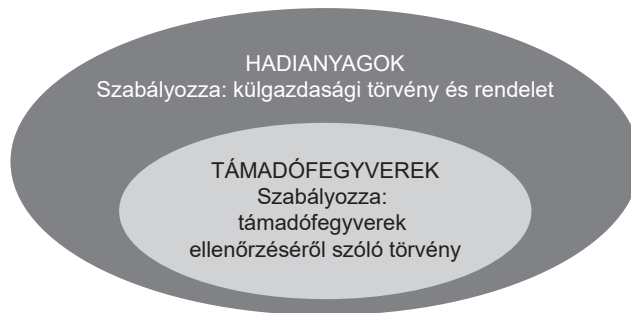 HADIANYAGOK
Szabályozza: külgazdasági törvény és rendelet
TÁMADÓFEGYVEREK
Szabályozza:
támadófegyverek
ellenőrzéséről szóló törvény